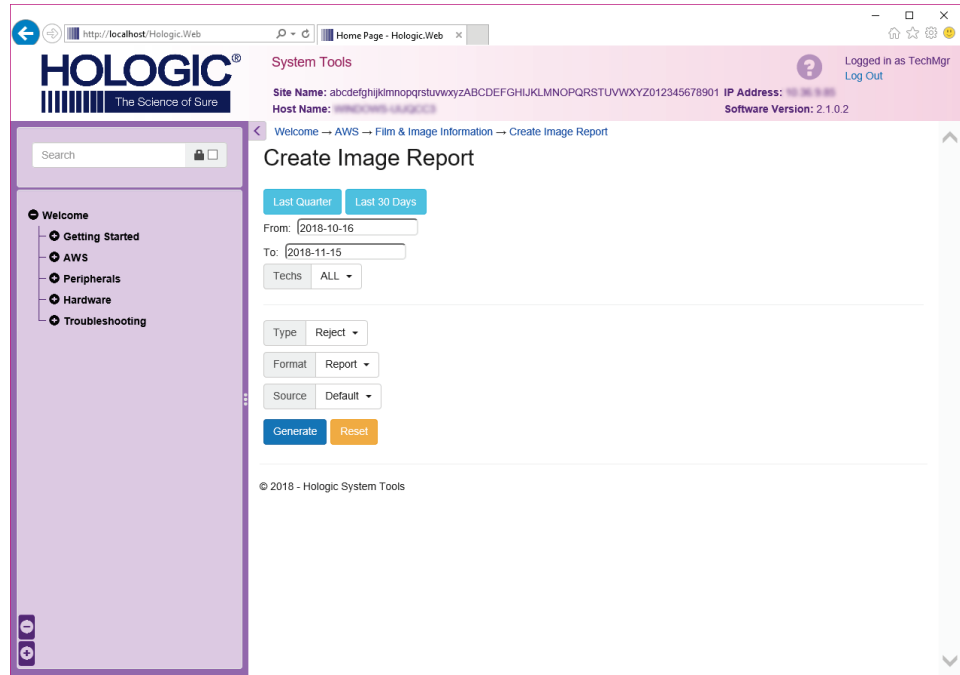 http://localhost/Hologic.Web
Home Page - Hologic.Web
HOLOGIC®
The Science of Sure
System Tools
Logged in as TechMgr
Log Out
Site Name: abcdefghijklmnopqrstuvwxyzABCDEFGHIJKLMNOPQRSTUVWXYZ012345678901 IP Address:
Host Name:
Software Version: 2.1.0.2
Search
Welcome
Getting Started
AWS
Peripherals
Hardware
Troubleshooting
Welcome → AWS → Film & Image Information → Create Image Report
Create Image Report
Last Quarter Last 30 Days
From: 2018-10-16
To: 2018-11-15
Techs ALL
Type Reject
Format Report
Source Default
Generate Reset
© 2018 - Hologic System Tools